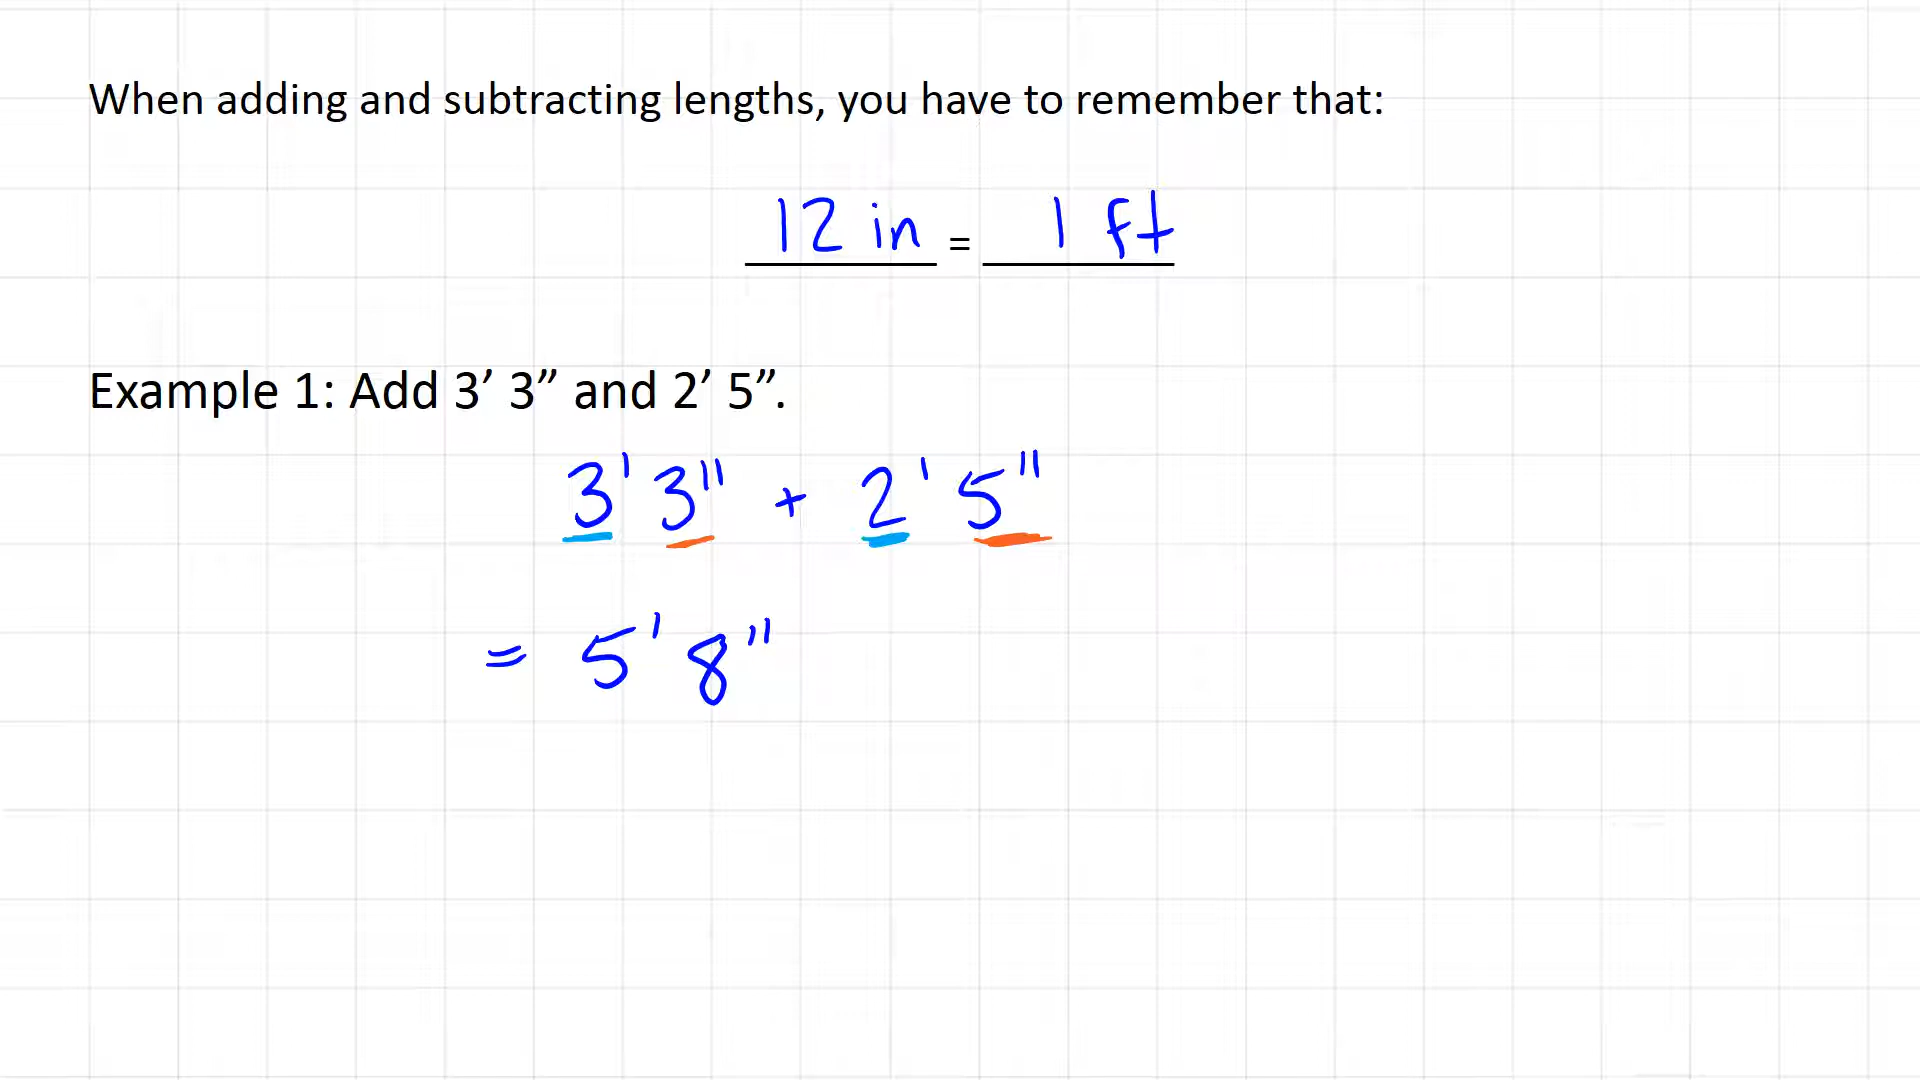 When adding and subtracting lengths, you have to remember that:
12 in = 1 ft
Example 1: Add 3’ 3” and 2’ 5”.
3' 3" + 2' 5"
= 5' 8"